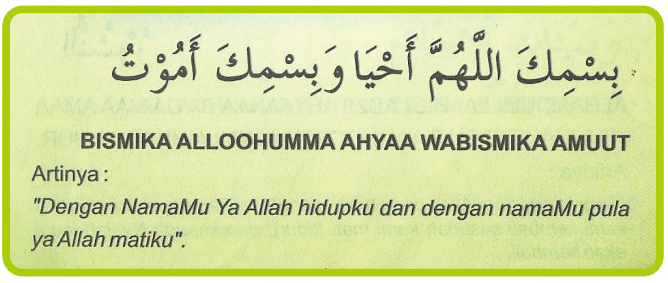 بِسْمِكَ اللَّهُمَّ أَحْيَا وَبِسْمِكَ أَمُوْتُ
BISMIKA ALLOOHUMMA AHYAA WABISMIKA AMUUT
Artinya :
"Dengan NamaMu Ya Allah hidupku dan dengan namaMu pula
ya Allah matiku".